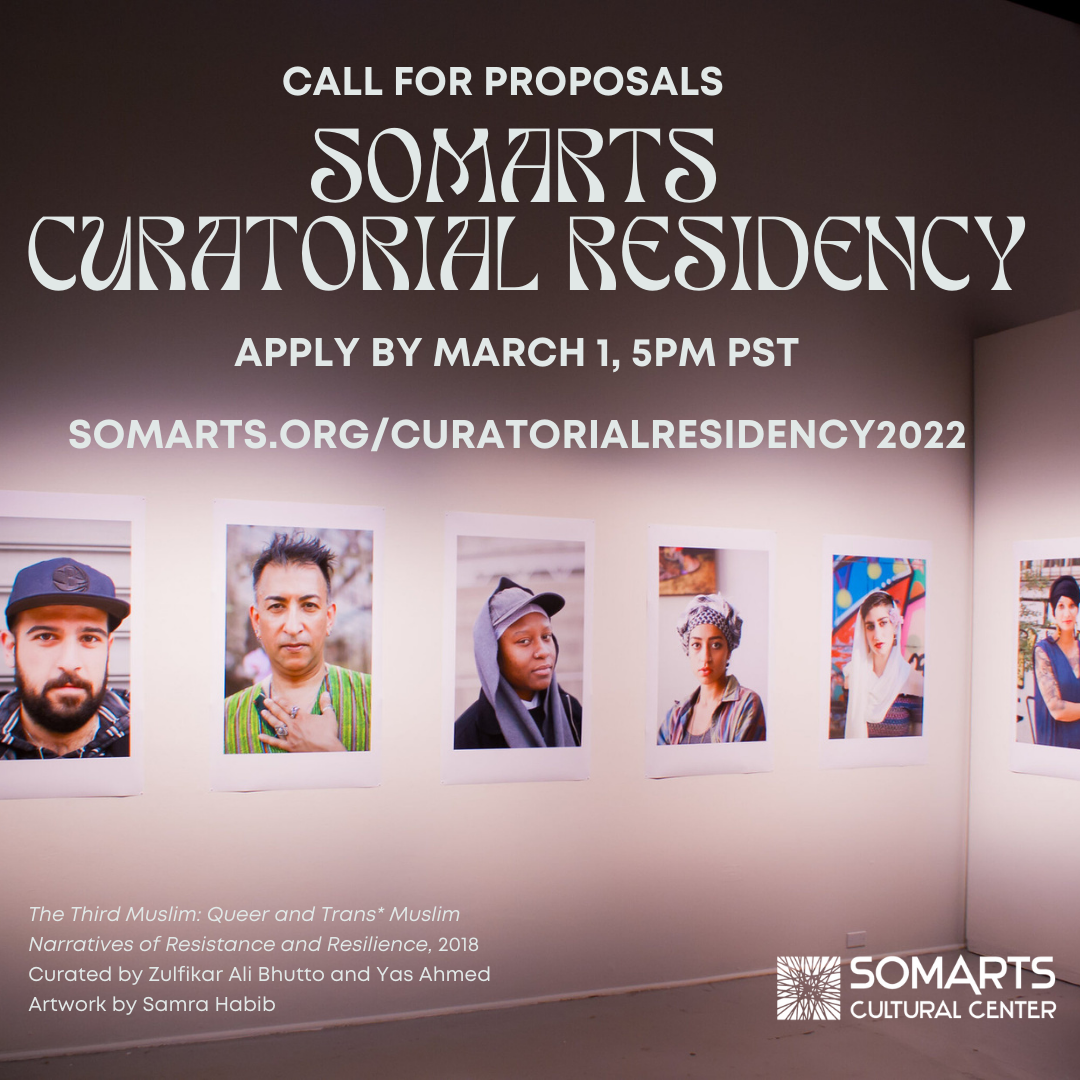 CALL FOR PROPOSALS
SOMARTS
CURATORIAL RESIDENCY
APPLY BY MARCH 1, 5PM PST
SOMARTS.ORG/CURATORIALRESIDENCY2022
The Third Muslim: Queer and Trans* Muslim
Narratives of Resistance and Resilience, 2018
Curated by Zulfikar Ali Bhutto and Yas Ahmed
Artwork by Samra Habib
SOMARTS
CULTURAL CENTER